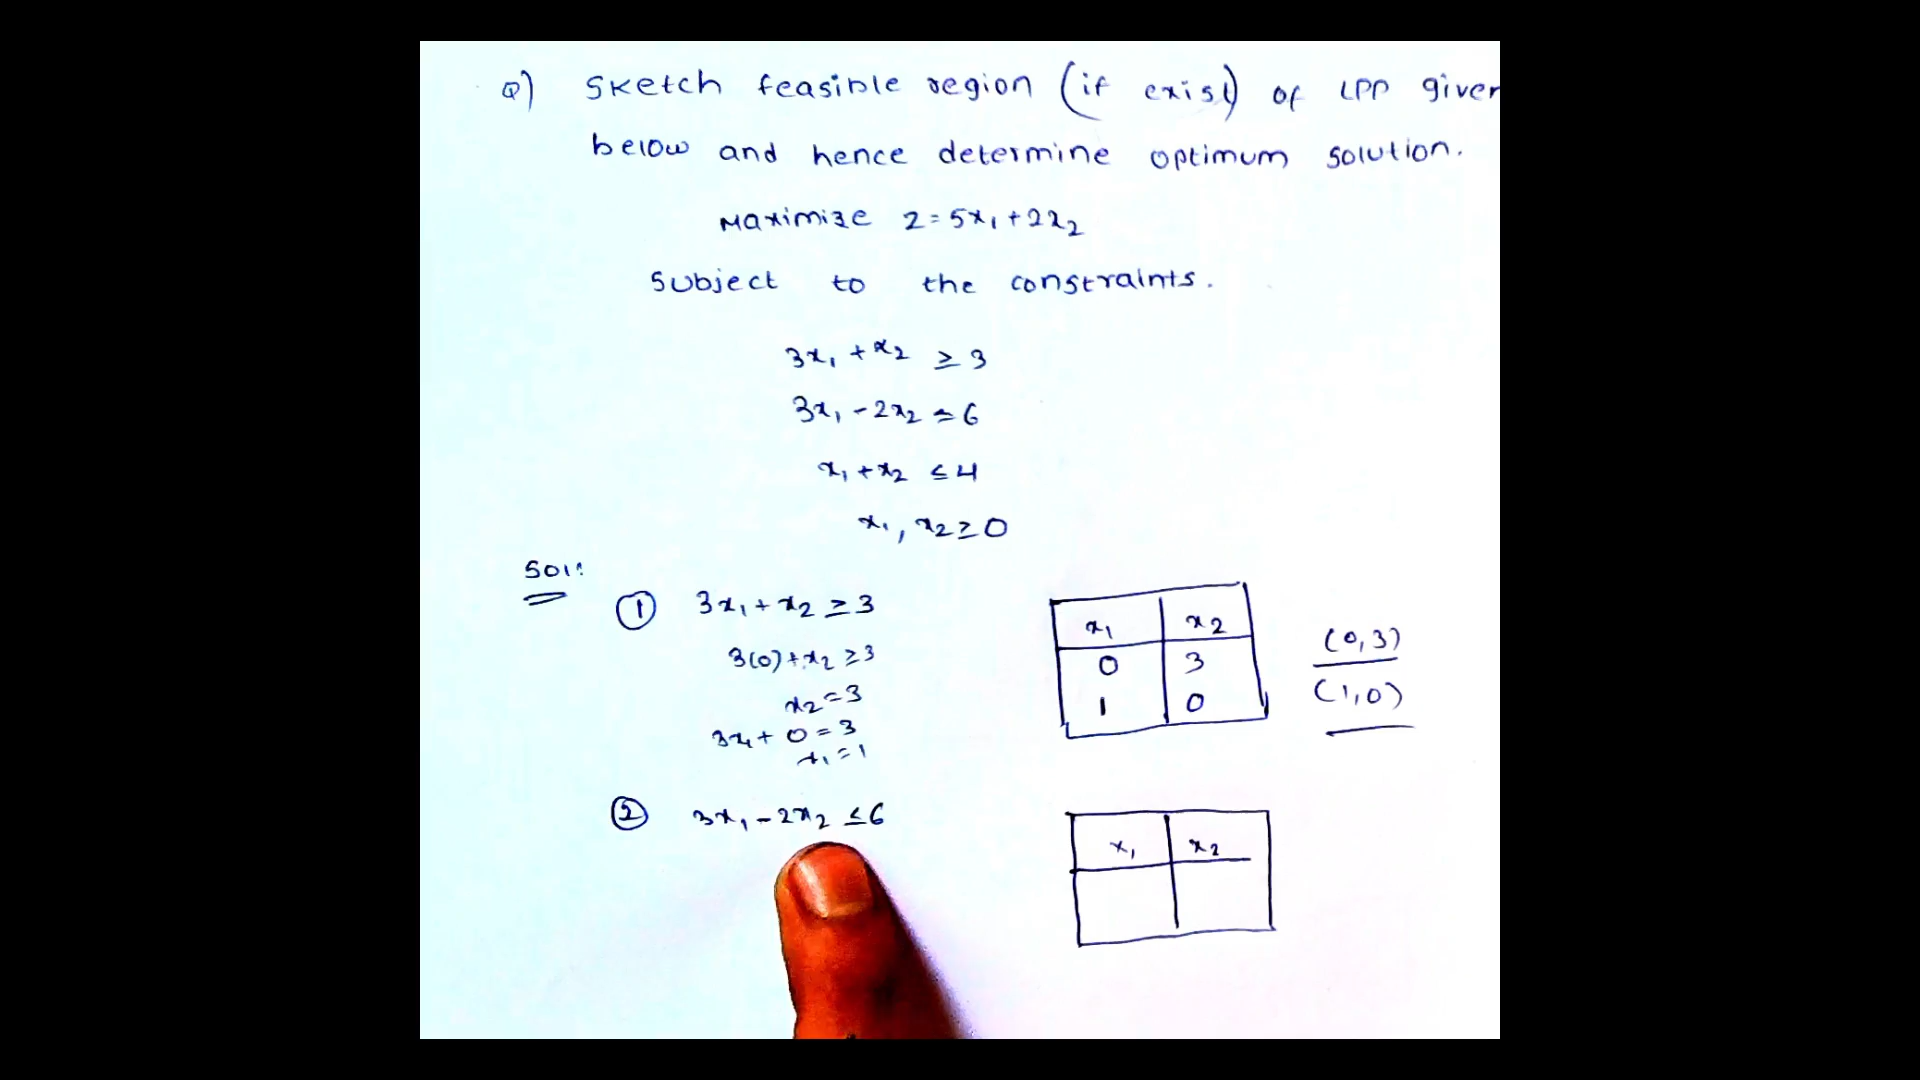 Q) Sketch feasible region (if exist) of LPP given
below and hence determine optimum solution.
Maximize Z=5x₁+2x₂
Subject to the constraints.
3x₁+x₂ ≥ 3
3x₁-2x₂ ≤ 6
x₁+x₂ ≤ 4
x₁, x₂ ≥ 0
Sol:
① 3x₁+x₂ ≥ 3
3(0)+x₂ ≥ 3
x₂=3
3x₁+0=3
x₁=1
x₁ x₂
0 3
1 0
(0,3)
(1,0)
② 3x₁-2x₂ ≤ 6
x₁ x₂